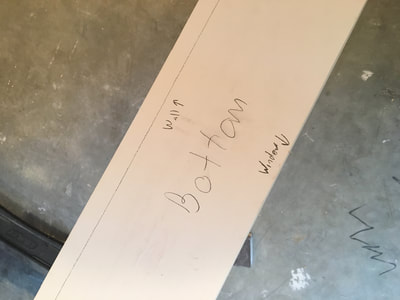 Wall ↑
Bottom
Window ↓